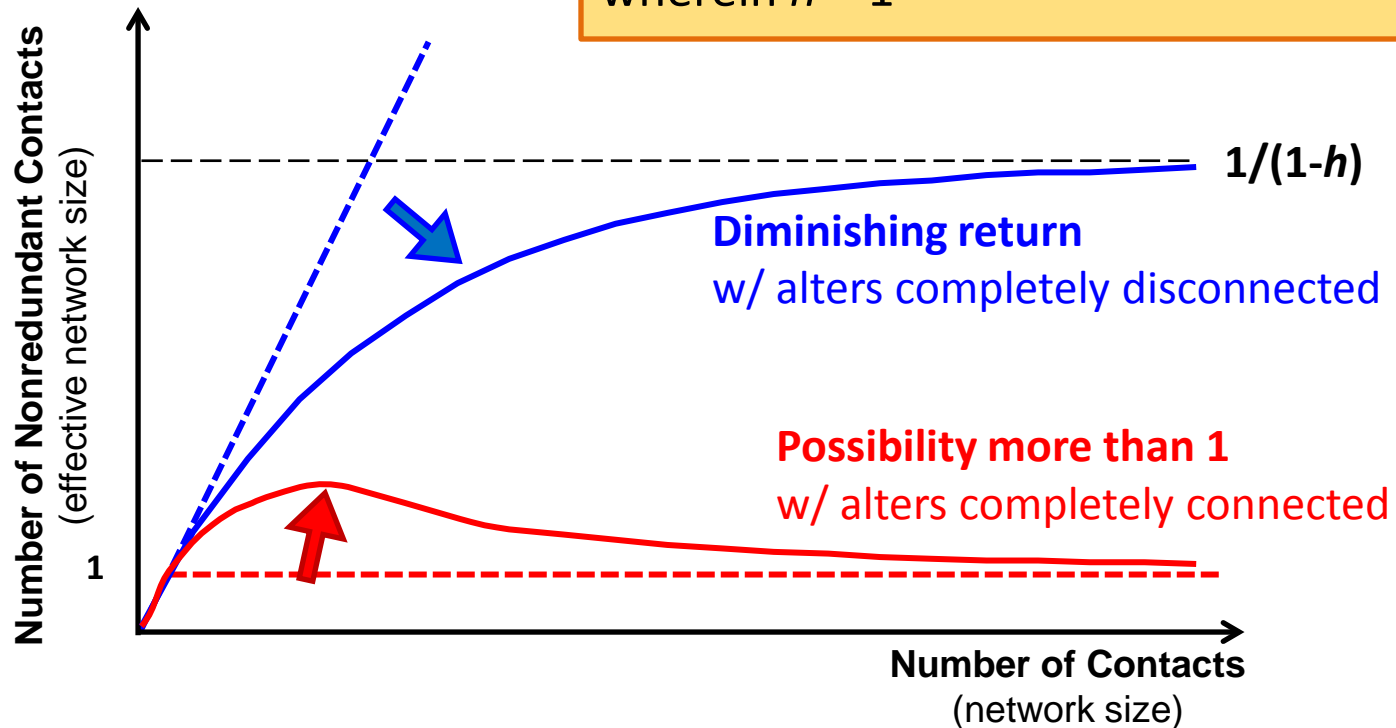 Number of Nonredundant Contacts
(effective network size)
1/(1-h)
Diminishing return
w/ alters completely disconnected
Possibility more than 1
w/ alters completely connected
1
Number of Contacts
(network size)